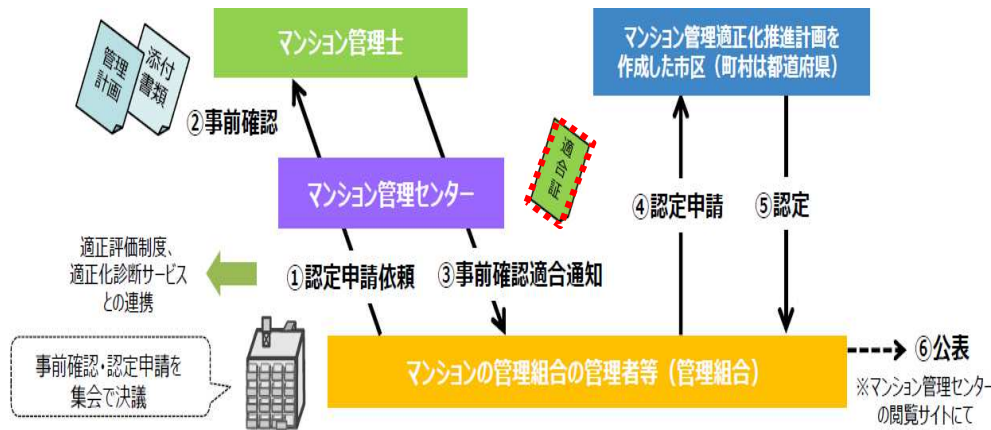 マンション管理士
マンション管理適正化推進計画を
作成した市区（町村は都道府県）
管理
計画
添付
書類
②事前確認
適合証
マンション管理センター
④認定申請
⑤認定
適正評価制度、
適正化診断サービス
との連携
①認定申請依頼
③事前確認適合通知
事前確認・認定申請を
集会で決議
マンションの管理組合の管理者等（管理組合）
⑥公表
※マンション管理センター
の閲覧サイトにて